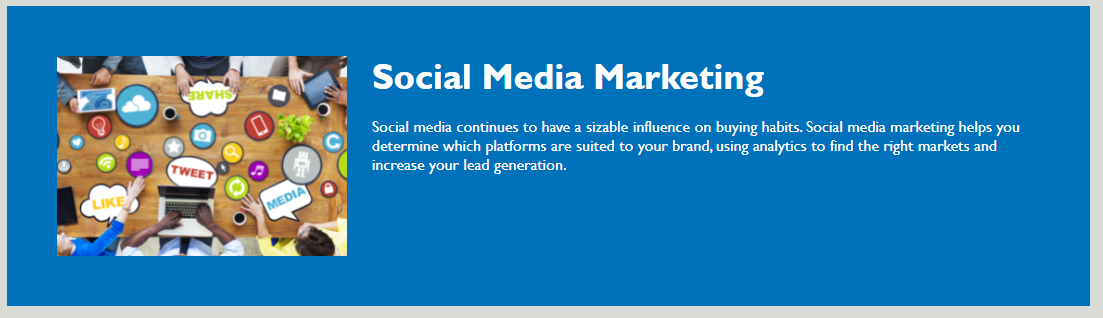 Social Media Marketing
Social media continues to have a sizable influence on buying habits. Social media marketing helps you
determine which platforms are suited to your brand, using analytics to find the right markets and
increase your lead generation.
SHARE
TWEET
LIKE
MEDIA